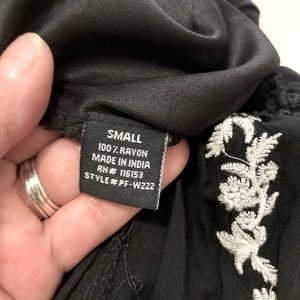 SMALL
100% RAYON
MADE IN INDIA
RN# 116153
STYLE# PF-W222